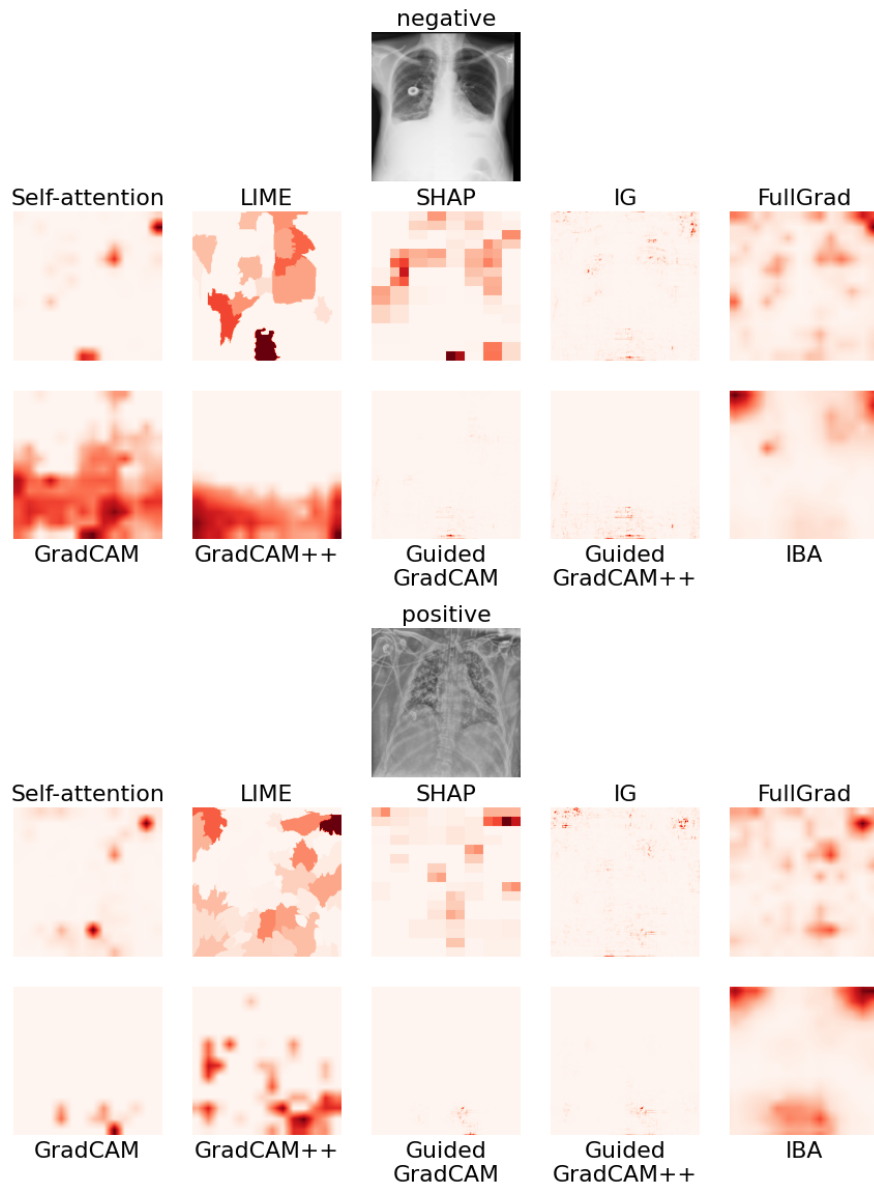 negative
Self-attention
LIME
SHAP
IG
FullGrad
GradCAM
GradCAM++
Guided
GradCAM
Guided
GradCAM++
IBA
positive
Self-attention
LIME
SHAP
IG
FullGrad
GradCAM
GradCAM++
Guided
GradCAM
Guided
GradCAM++
IBA